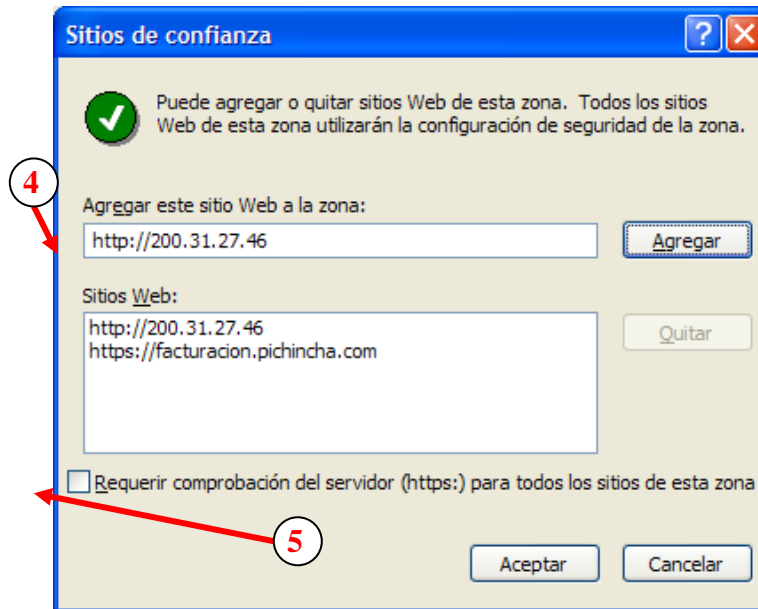 Sitios de confianza
Puede agregar o quitar sitios Web de esta zona. Todos los sitios
Web de esta zona utilizarán la configuración de seguridad de la zona.
4
Agregar este sitio Web a la zona:
http://200.31.27.46
Agregar
Sitios Web:
http://200.31.27.46
https://facturacion.pichincha.com
Quitar
Requerir comprobación del servidor (https:) para todos los sitios de esta zona
5
Aceptar
Cancelar